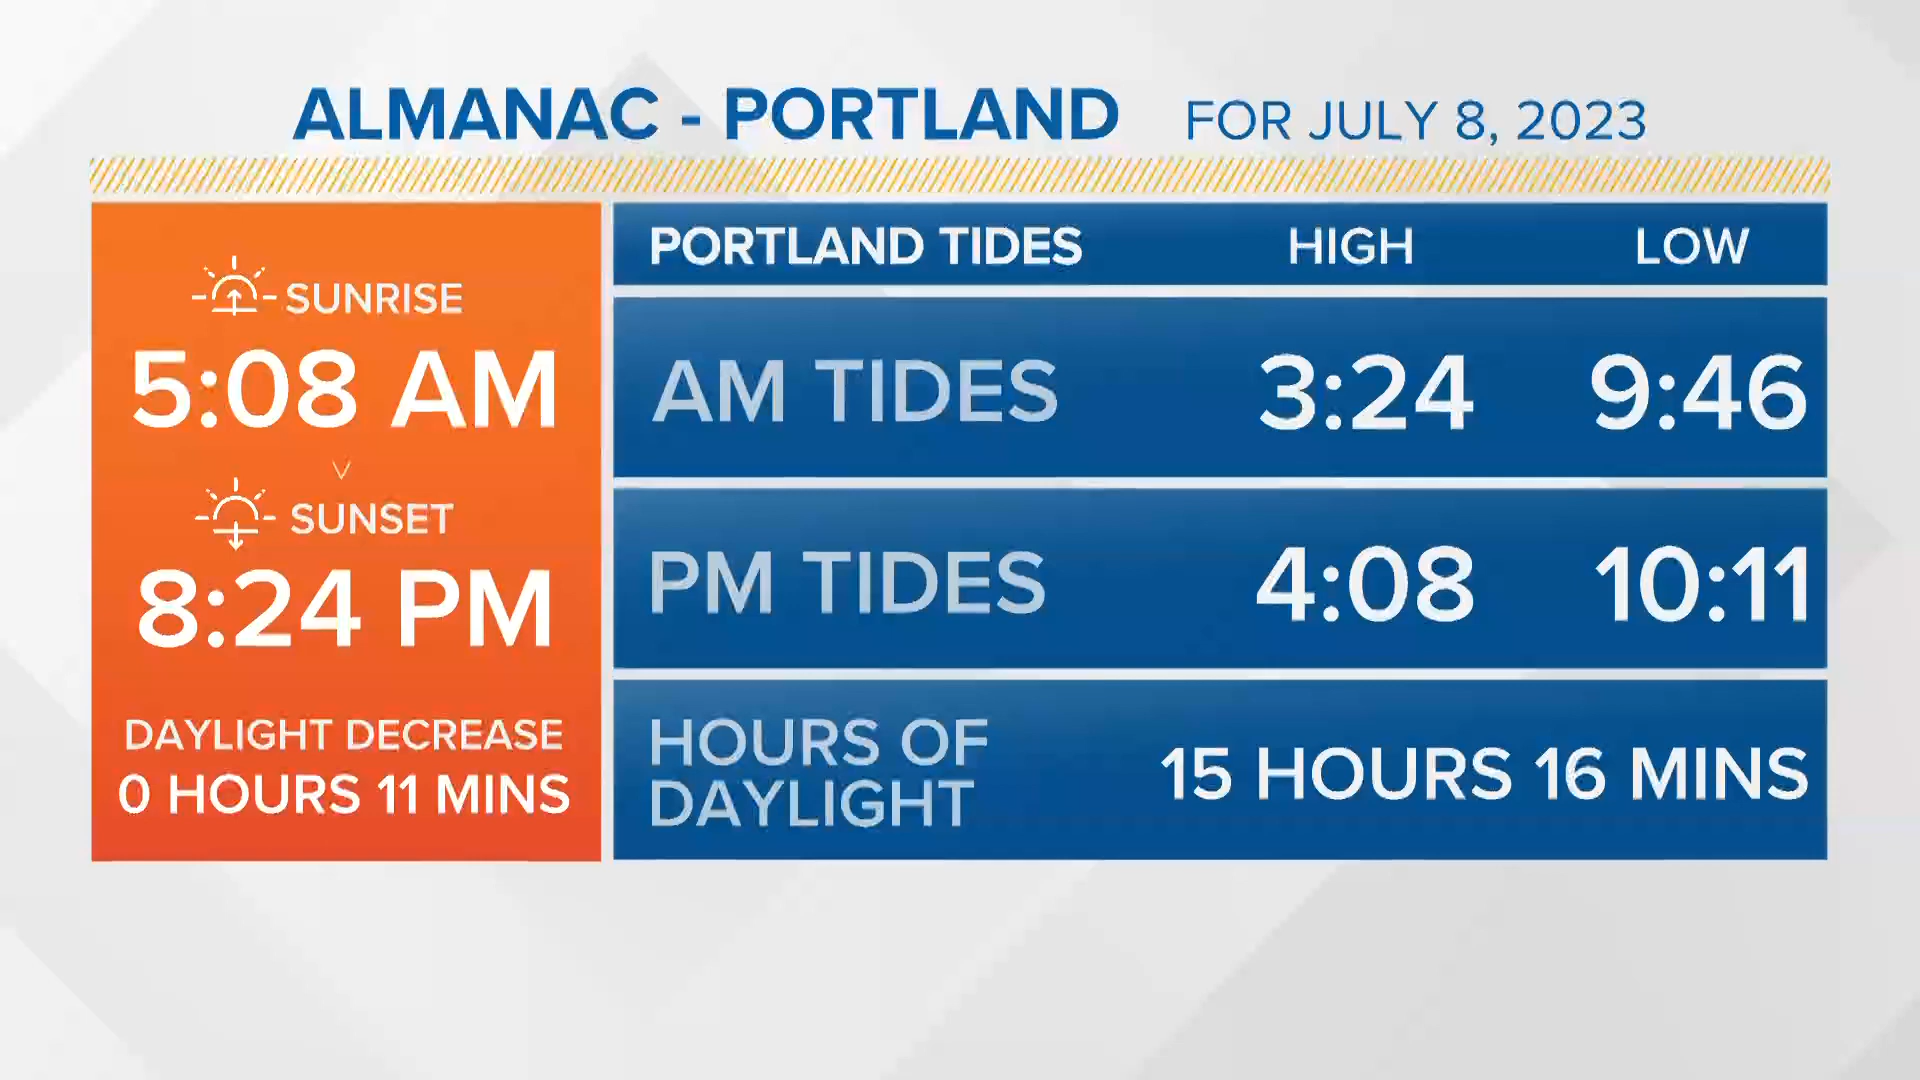 ALMANAC - PORTLAND FOR JULY 8, 2023
SUNRISE
5:08 AM
SUNSET
8:24 PM
DAYLIGHT DECREASE
0 HOURS 11 MINS
PORTLAND TIDES HIGH LOW
AM TIDES 3:24 9:46
PM TIDES 4:08 10:11
HOURS OF
DAYLIGHT
15 HOURS 16 MINS